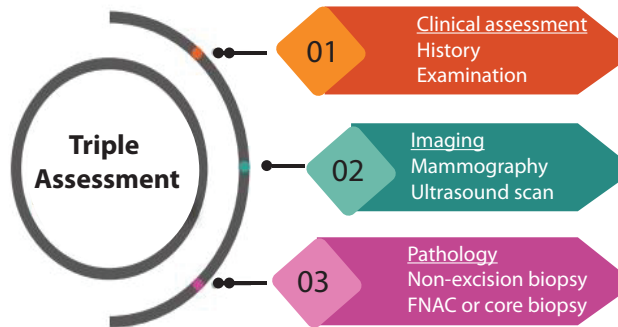 Triple
Assessment
01
Clinical assessment
History
Examination
02
Imaging
Mammography
Ultrasound scan
03
Pathology
Non-excision biopsy
FNAC or core biopsy